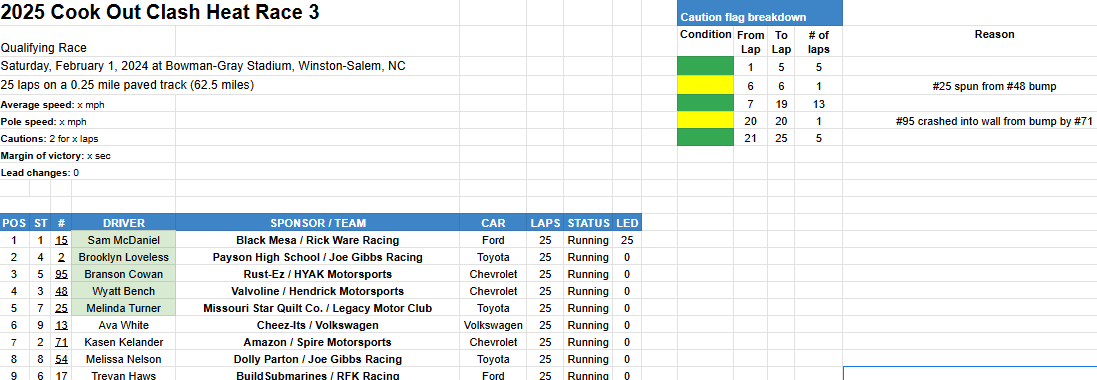 2025 Cook Out Clash Heat Race 3
Caution flag breakdown
Condition From Lap To Lap # of laps Reason
Qualifying Race
Saturday, February 1, 2024 at Bowman-Gray Stadium, Winston-Salem, NC 1 5 5
25 laps on a 0.25 mile paved track (62.5 miles) 6 6 1 #25 spun from #48 bump
Average speed: x mph 7 19 13
Pole speed: x mph 20 20 1 #95 crashed into wall from bump by #71
Cautions: 2 for x laps 21 25 5
Margin of victory: x sec
Lead changes: 0
POS ST # DRIVER SPONSOR / TEAM CAR LAPS STATUS LED
1 1 15 Sam McDaniel Black Mesa / Rick Ware Racing Ford 25 Running 25
2 4 2 Brooklyn Loveless Payson High School / Joe Gibbs Racing Toyota 25 Running 0
3 5 95 Branson Cowan Rust-Ez / HYAK Motorsports Chevrolet 25 Running 0
4 3 48 Wyatt Bench Valvoline / Hendrick Motorsports Chevrolet 25 Running 0
5 7 25 Melinda Turner Missouri Star Quilt Co. / Legacy Motor Club Toyota 25 Running 0
6 9 13 Ava White Cheez-Its / Volkswagen Volkswagen 25 Running 0
7 2 71 Kasen Kelander Amazon / Spire Motorsports Chevrolet 25 Running 0
8 8 54 Melissa Nelson Dolly Parton / Joe Gibbs Racing Toyota 25 Running 0
9 6 17 Trevan Haws BuildSubmarines / RFK Racing Ford 25 Running 0